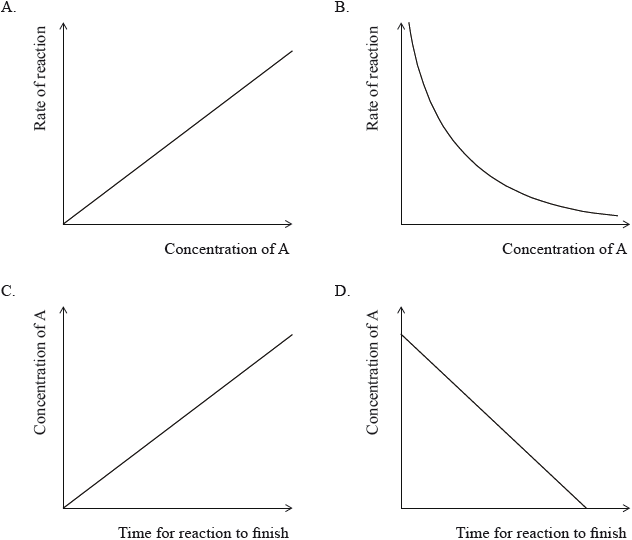 A.
Rate of reaction
Concentration of A
B.
Rate of reaction
Concentration of A
C.
Concentration of A
Time for reaction to finish
D.
Concentration of A
Time for reaction to finish